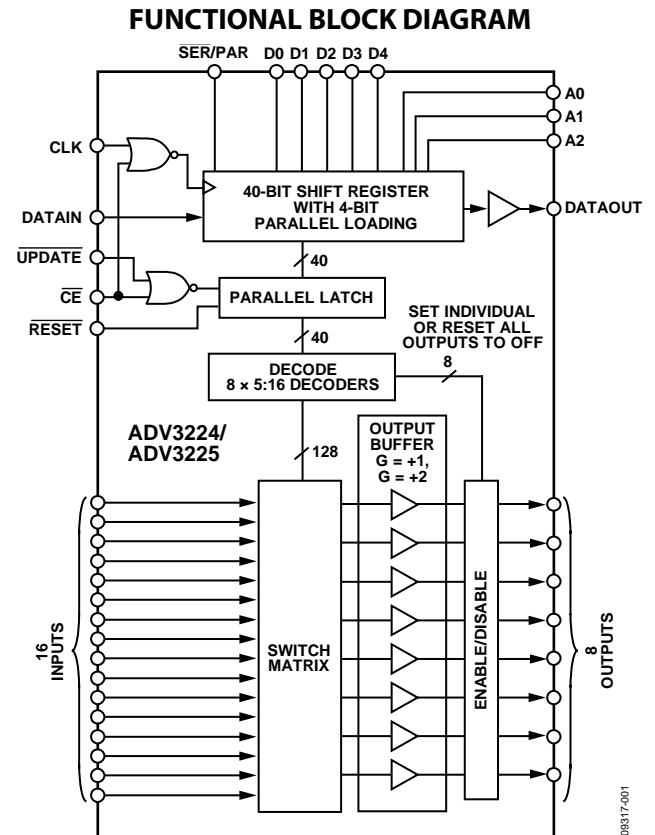 FUNCTIONAL BLOCK DIAGRAM
SER/PAR D0 D1 D2 D3 D4
A0
A1
A2
CLK
40-BIT SHIFT REGISTER
WITH 4-BIT
PARALLEL LOADING
DATAIN
DATAOUT
UPDATE
40
CE
PARALLEL LATCH
RESET
SET INDIVIDUAL
OR RESET ALL
OUTPUTS TO OFF
40
8
DECODE
8 × 5:16 DECODERS
ADV3224/
ADV3225
128
OUTPUT
BUFFER
G = +1,
G = +2
16
INPUTS
SWITCH
MATRIX
ENABLE/DISABLE
8
OUTPUTS
09317-001